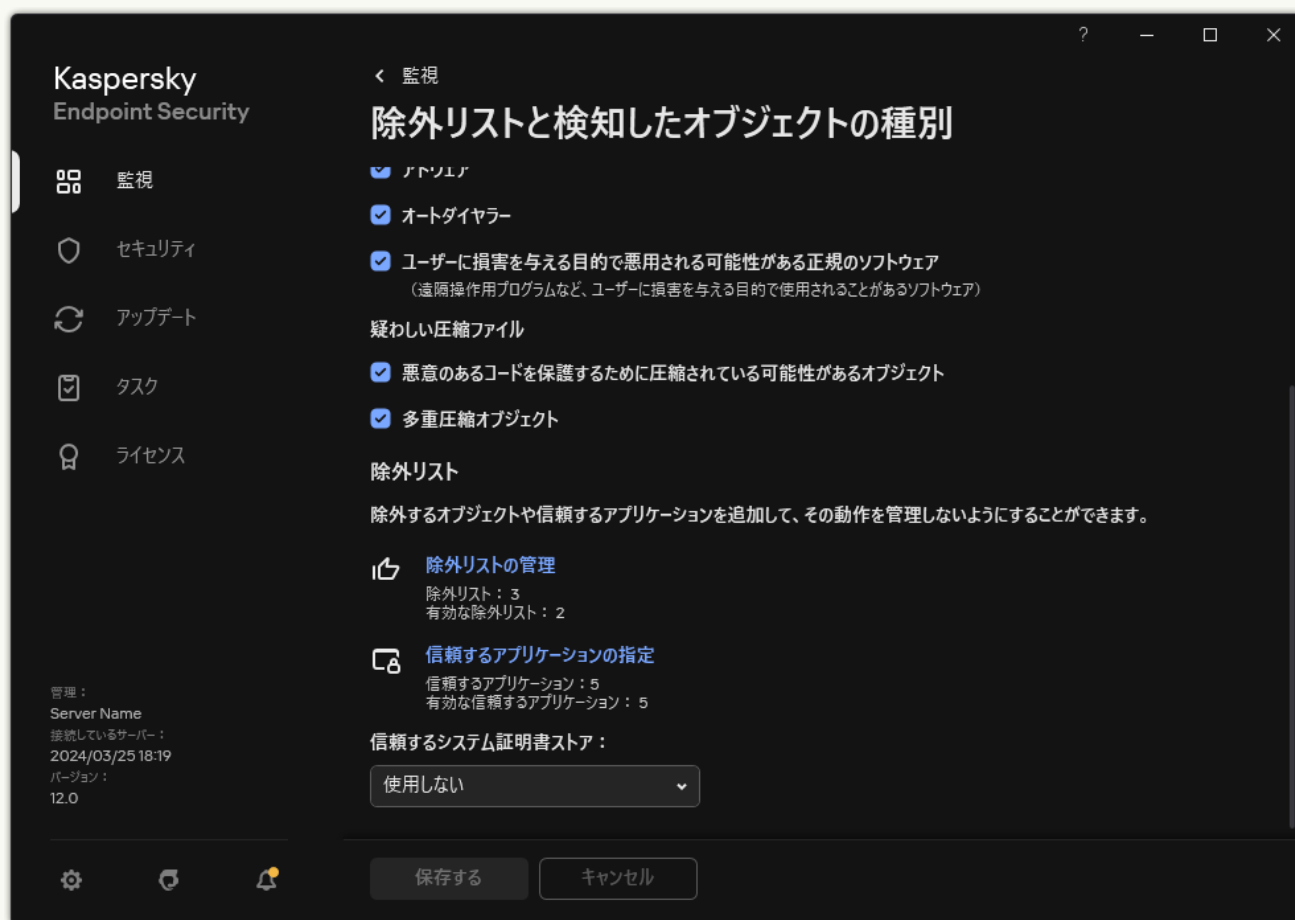 Kaspersky
Endpoint Security
監視
セキュリティ
アップデート
タスク
ライセンス
管理：
Server Name
接続しているサーバー：
2024/03/25 18:19
バージョン：
12.0
?
監視
除外リストと検知したオブジェクトの種別
アドウェア
オートダイヤラー
ユーザーに損害を与える目的で悪用される可能性がある正規のソフトウェア
（遠隔操作用プログラムなど、ユーザーに損害を与える目的で使用されることがあるソフトウェア）
疑わしい圧縮ファイル
悪意のあるコードを保護するために圧縮されている可能性があるオブジェクト
多重圧縮オブジェクト
除外リスト
除外するオブジェクトや信頼するアプリケーションを追加して、その動作を管理しないようにすることができます。
除外リストの管理
除外リスト： 3
有効な除外リスト： 2
信頼するアプリケーションの指定
信頼するアプリケーション：5
有効な信頼するアプリケーション： 5
信頼するシステム証明書ストア：
使用しない
保存する
キャンセル